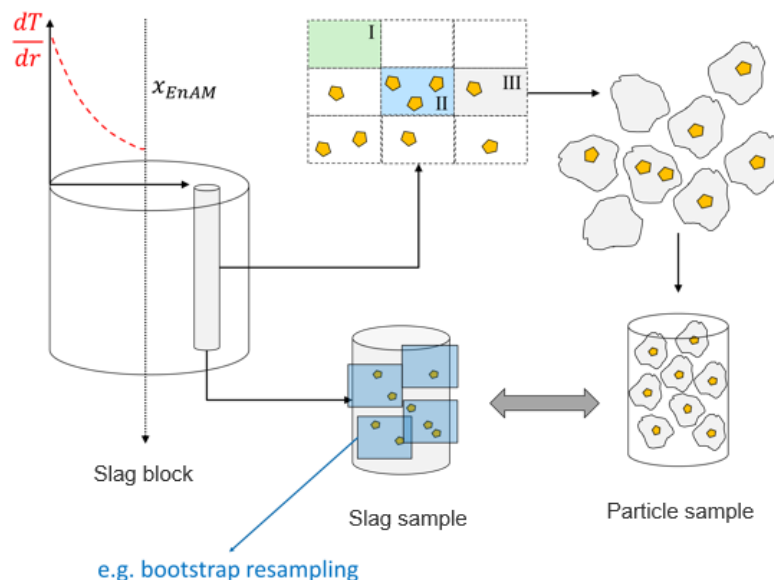 dT
dr
x_EnAM
I
II
III
Slag block
Slag sample
Particle sample
e.g. bootstrap resampling